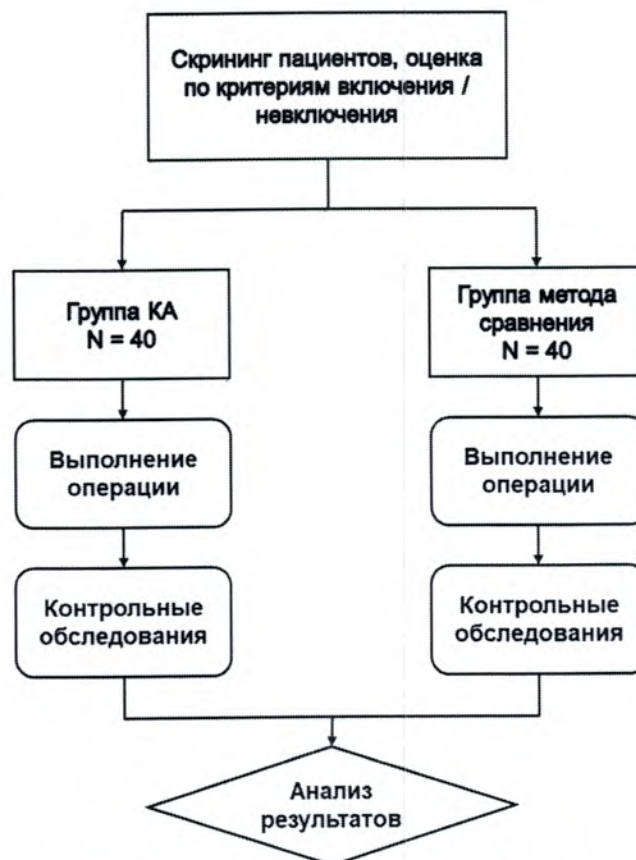 Скрининг пациентов, оценка
по критериям включения /
невключения
Группа КА
N = 40
Группа метода
сравнения
N = 40
Выполнение
операции
Выполнение
операции
Контрольные
обследования
Контрольные
обследования
Анализ
результатов